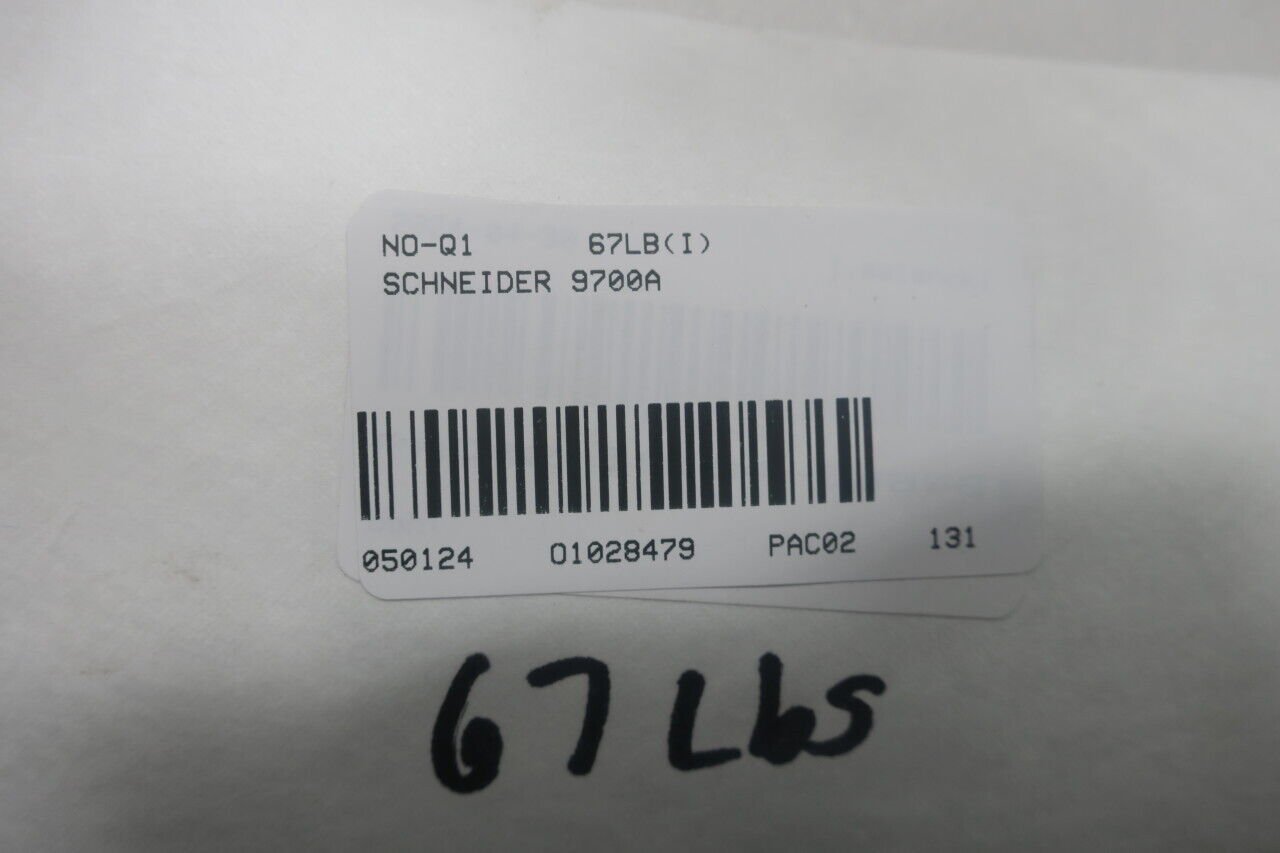 NO-Q1 67LB(I)
SCHNEIDER 9700A
050124 01028479 PAC02 131
67 Lbs